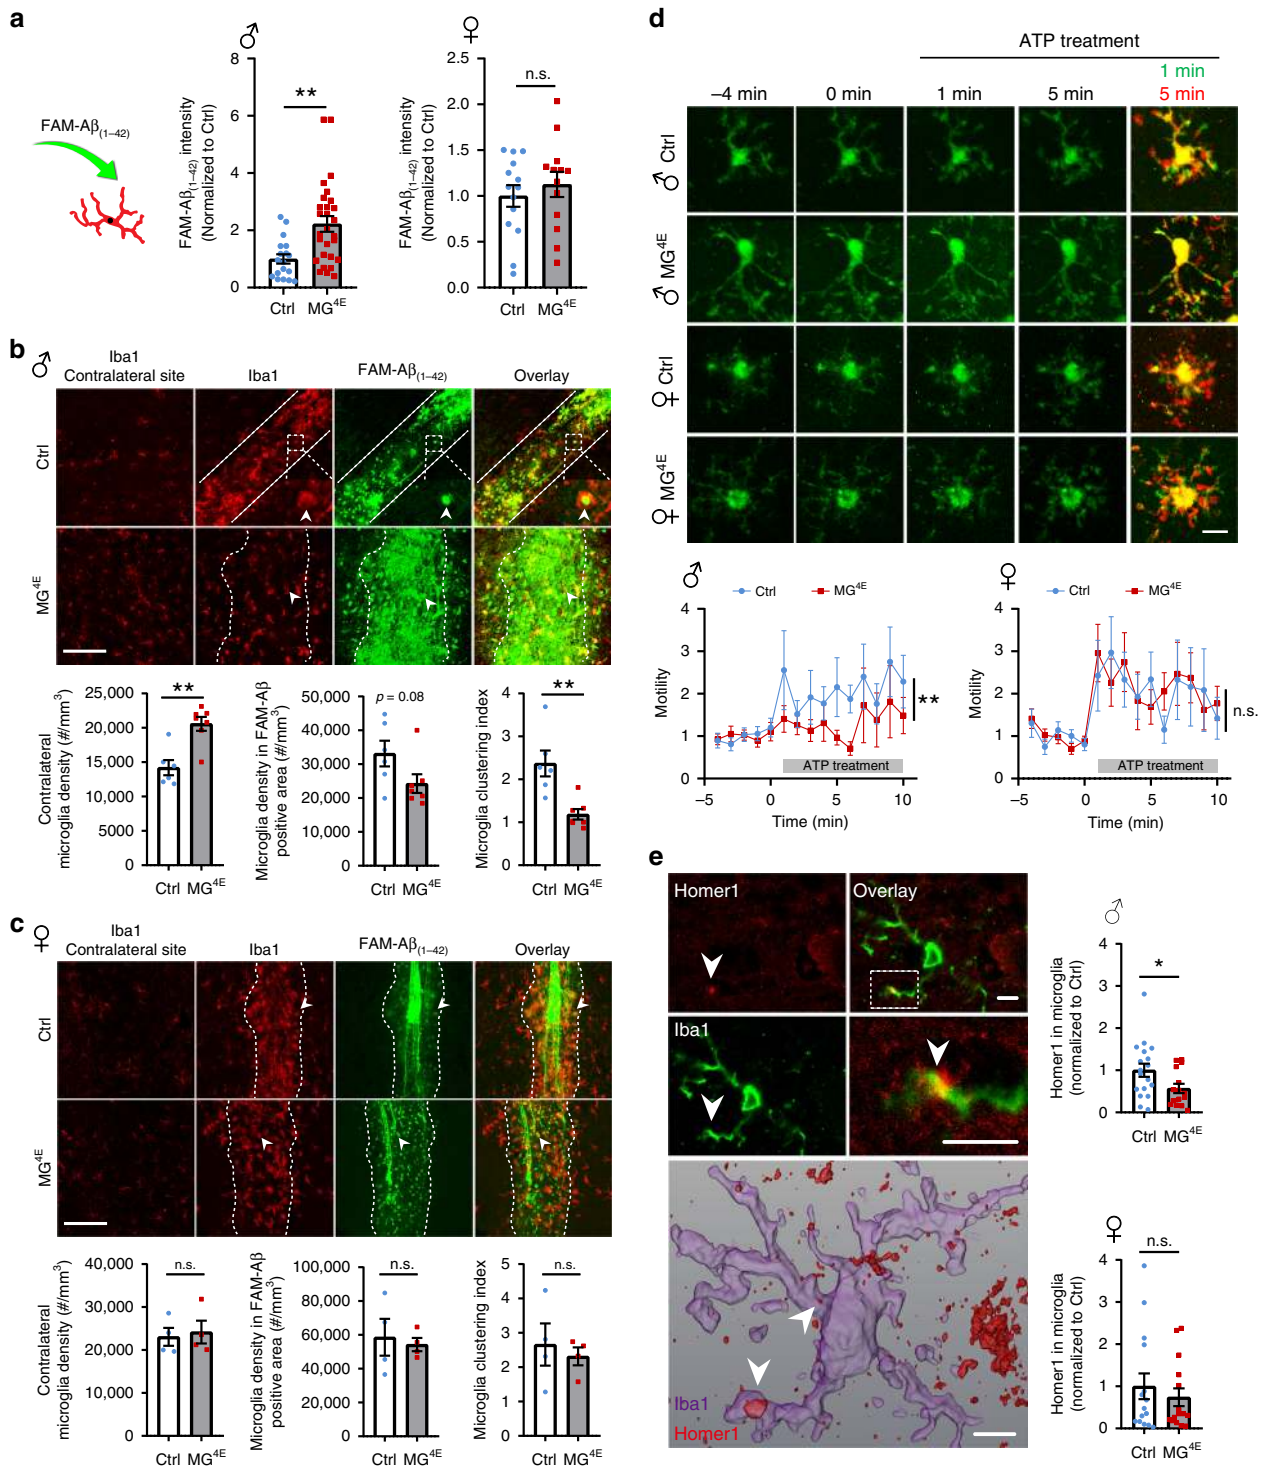 a
♂
♀
FAM-Aβ(1–42)
FAM-Aβ(1–42) intensity
(Normalized to Ctrl)
8
6
4
2
0
**
Ctrl MG4E
FAM-Aβ(1–42) intensity
(Normalized to Ctrl)
2.5
2.0
1.5
1.0
0.5
0.0
n.s.
Ctrl MG4E
b
♂
Iba1
Contralateral site
Iba1
FAM-Aβ(1–42)
Overlay
Ctrl
MG4E
Contralateral
microglia density (#/mm3)
25,000
20,000
15,000
10,000
5000
0
**
Ctrl MG4E
Microglia density in FAM-Aβ
positive area (#/mm3)
50,000
40,000
30,000
20,000
10,000
0
p = 0.08
Ctrl MG4E
Microglia clustering index
4
3
2
1
0
**
Ctrl MG4E
c
♀
Iba1
Contralateral site
Iba1
FAM-Aβ(1–42)
Overlay
Ctrl
MG4E
Contralateral
microglia density (#/mm3)
40,000
30,000
20,000
10,000
0
n.s.
Ctrl MG4E
Microglia density in FAM-Aβ
positive area (#/mm3)
100,000
80,000
60,000
40,000
20,000
0
n.s.
Ctrl MG4E
Microglia clustering index
5
4
3
2
1
0
n.s.
Ctrl MG4E
d
ATP treatment
–4 min
0 min
1 min
5 min
1 min
5 min
♂ Ctrl
♂ MG4E
♀ Ctrl
♀ MG4E
♂
Ctrl
MG4E
Motility
4
3
2
1
0
**
ATP treatment
–5 0 5 10
Time (min)
♀
Ctrl
MG4E
Motility
4
3
2
1
0
n.s.
ATP treatment
–5 0 5 10
Time (min)
e
Homer1
Overlay
Iba1
Iba1
Homer1
♂
Homer1 in microglia
(normalized to Ctrl)
4
3
2
1
0
*
Ctrl MG4E
♀
Homer1 in microglia
(normalized to Ctrl)
4
3
2
1
0
n.s.
Ctrl MG4E